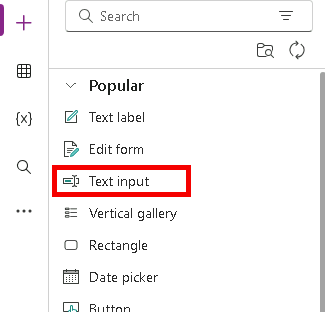 Search
Popular
Text label
Edit form
Text input
{x}
Vertical gallery
Rectangle
Date picker
Button